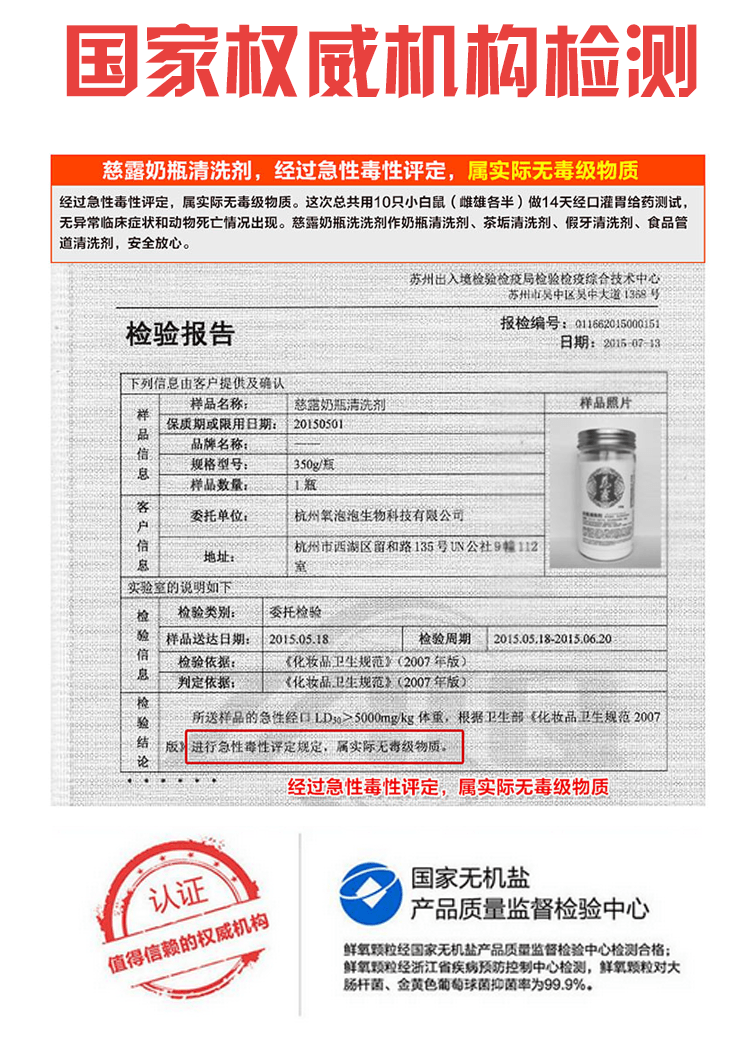 国家权威机构检测
慈露奶瓶清洗剂，经过急性毒性评定，属实际无毒级物质
经过急性毒性评定，属实际无毒级物质。这次总共用10只小白鼠（雌雄各半）做14天经口灌胃给药测试，
无异常临床症状和动物死亡情况出现。慈露奶瓶洗洗剂作奶瓶清洗剂、茶垢清洗剂、假牙清洗剂、食品管
道清洗剂，安全放心。
苏州出入境检验检疫局检验检疫综合技术中心
苏州市吴中区吴中大道1368号
检验报告
报检编号：011662015000151
日期：2015-07-13
下列信息由客户提供及确认
样品信息
样品名称： 慈露奶瓶清洗剂
样品照片
保质期或限用日期： 20150501
品牌名称： ——
规格型号： 350g/瓶
样品数量： 1瓶
客户信息
委托单位： 杭州氧泡泡生物科技有限公司
地址： 杭州市西湖区留和路135号UN公社9幢112
室
实验室的说明如下
检验信息
检验类别： 委托检验
样品送达日期： 2015.05.18 检验周期 2015.05.18-2015.06.20
检验依据： 《化妆品卫生规范》（2007年版）
判定依据： 《化妆品卫生规范》（2007年版）
检验结论
所送样品的急性经口LD50＞5000mg/kg体重，根据卫生部《化妆品卫生规范2007
版》进行急性毒性评定规定，属实际无毒级物质。
经过急性毒性评定，属实际无毒级物质
认证
值得信赖的权威机构
国家无机盐
产品质量监督检验中心
鲜氧颗粒经国家无机盐产品质量监督检验中心检测合格；
鲜氧颗粒经浙江省疾病预防控制中心检测，鲜氧颗粒对大
肠杆菌、金黄色葡萄球菌抑菌率为99.9%。